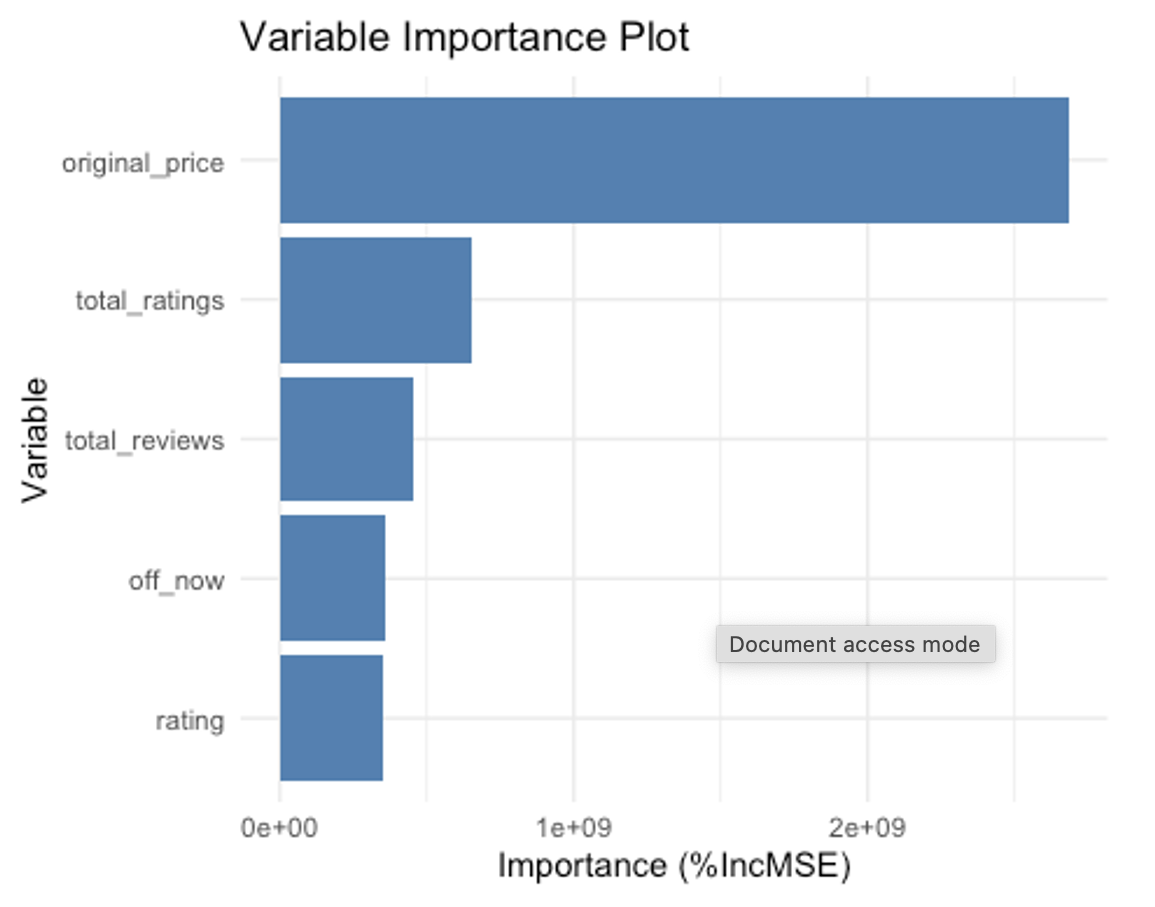 Variable Importance Plot
original_price
total_ratings
Variable
total_reviews
off_now
Document access mode
rating
0e+00 1e+09 2e+09
Importance (%IncMSE)